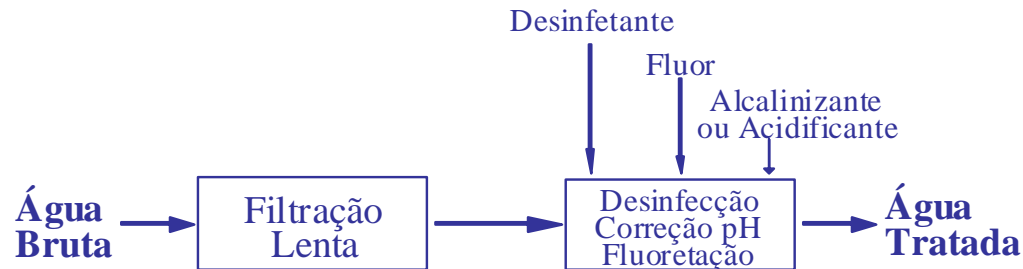 Desinfetante
Fluor
Alcalinizante
ou Acidificante
Água
Bruta
Filtração
Lenta
Desinfecção
Correção pH
Fluoretação
Água
Tratada